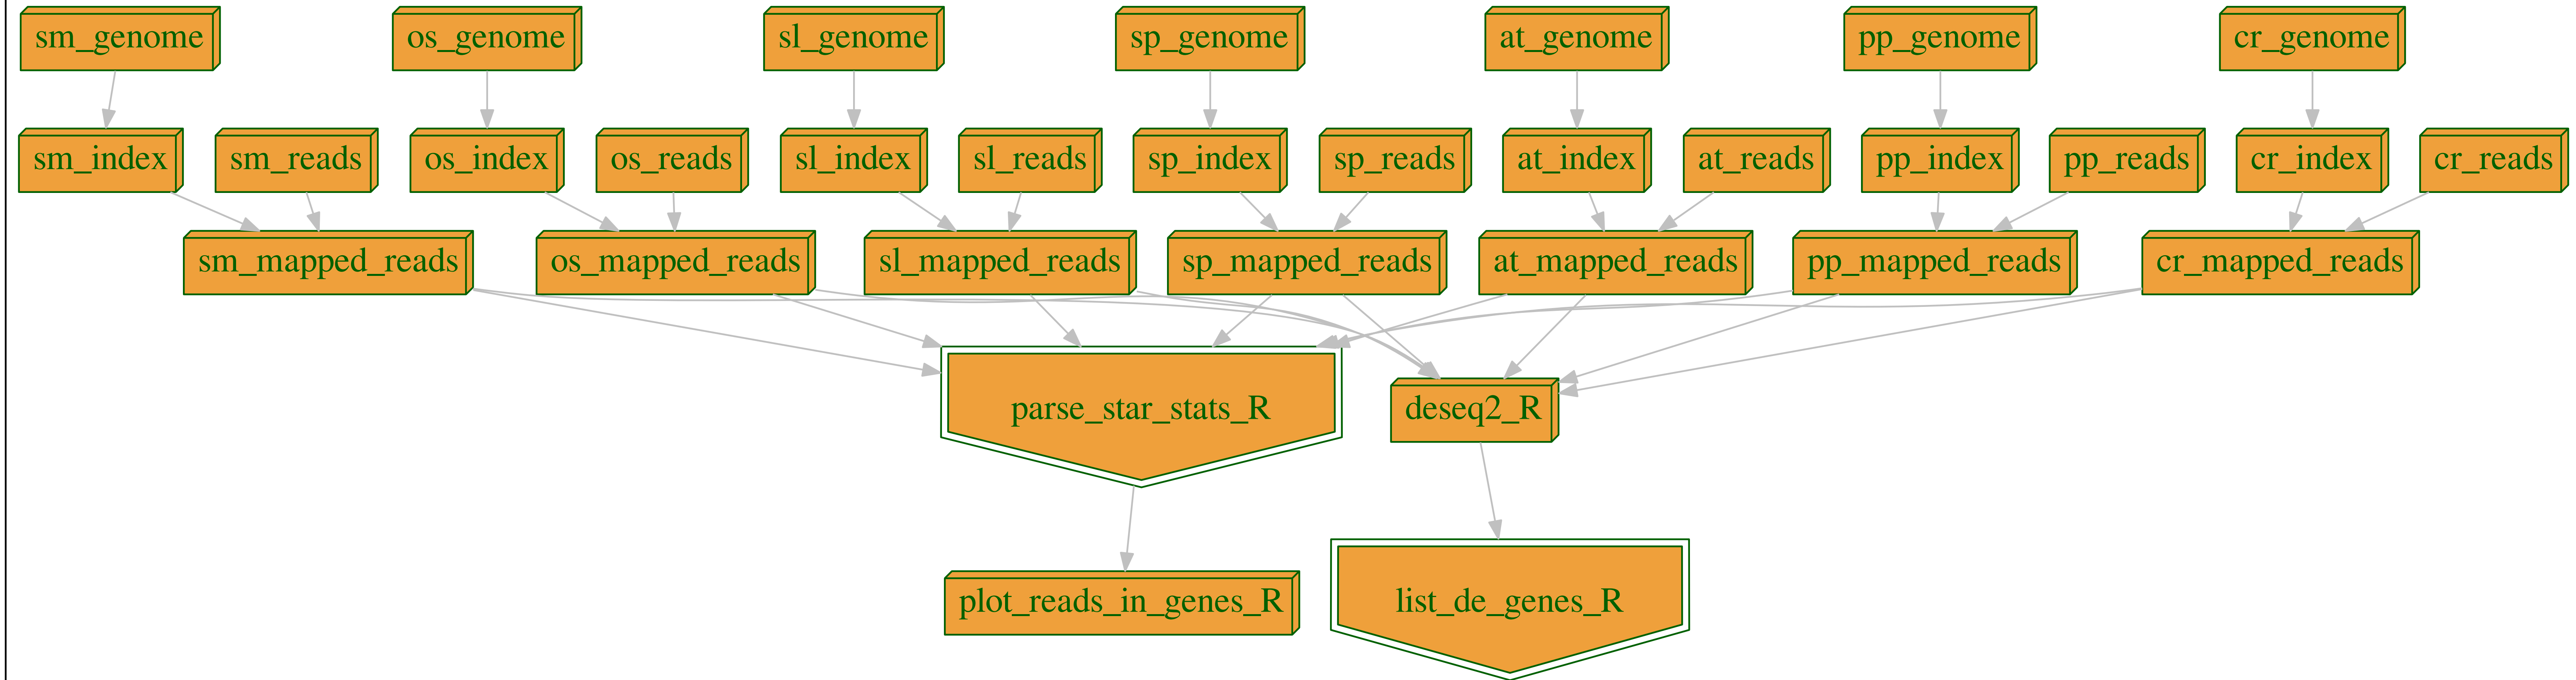 sm_genome os_genome sl_genome sp_genome at_genome pp_genome cr_genome
sm_index sm_reads os_index os_reads sl_index sl_reads sp_index sp_reads at_index at_reads pp_index pp_reads cr_index cr_reads
sm_mapped_reads os_mapped_reads sl_mapped_reads sp_mapped_reads at_mapped_reads pp_mapped_reads cr_mapped_reads
parse_star_stats_R deseq2_R
plot_reads_in_genes_R list_de_genes_R